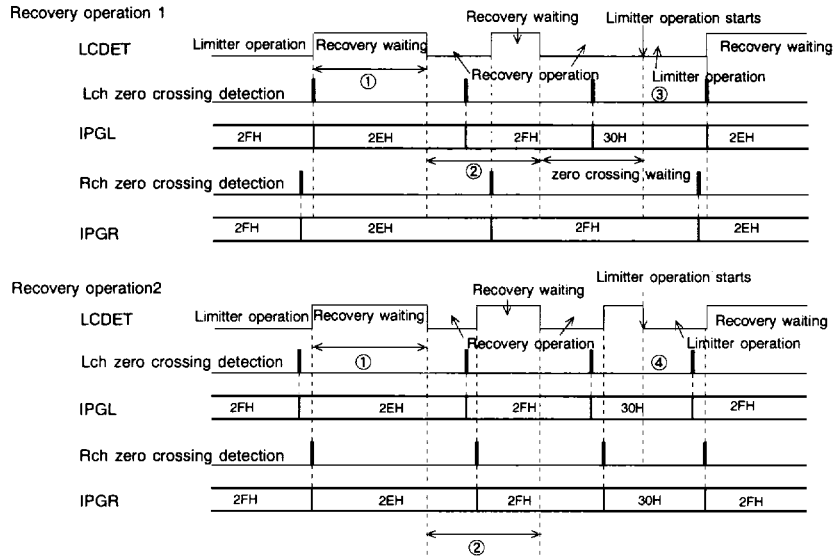 Recovery operation 1
Recovery waiting
Limitter operation starts
LCDET
Limitter operation
Recovery waiting
Recovery waiting
Recovery operation
Limitter operation
①
③
Lch zero crossing detection
IPGL
2FH
2EH
2FH
30H
2EH
②
zero crossing waiting
Rch zero crossing detection
IPGR
2FH
2EH
2FH
2EH
Recovery operation2
Recovery waiting
Limitter operation starts
LCDET
Limitter operation
Recovery waiting
Recovery waiting
Recovery operation
Limitter operation
Lch zero crossing detection
①
④
IPGL
2FH
2EH
2FH
30H
2FH
Rch zero crossing detection
IPGR
2FH
2EH
2FH
30H
2FH
②